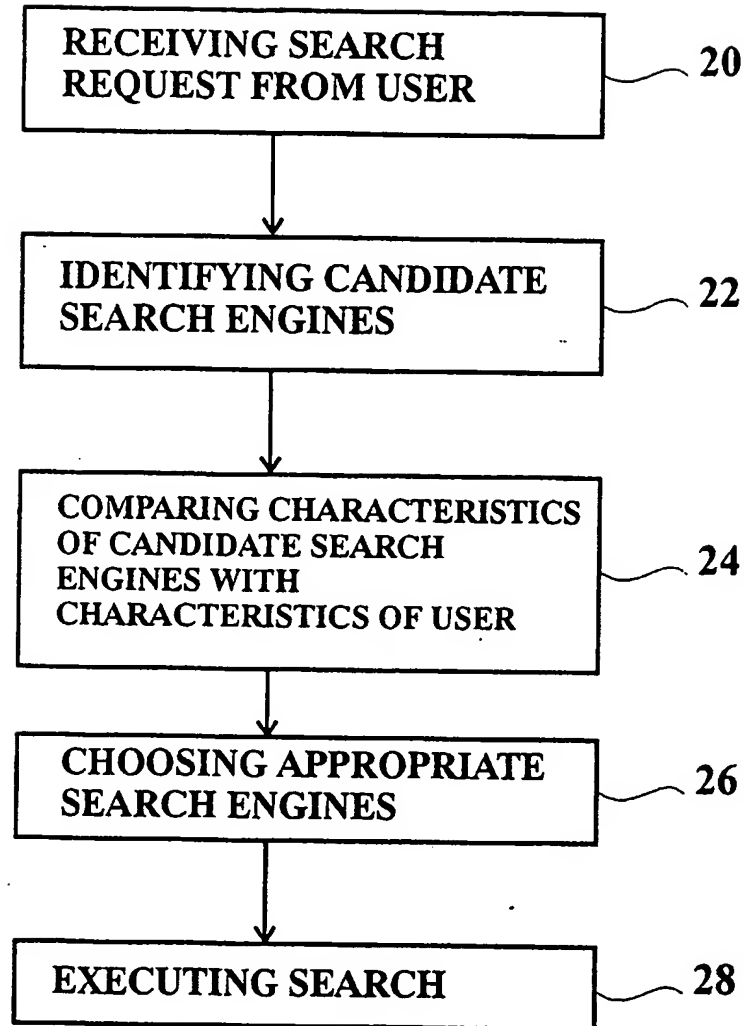 RECEIVING SEARCH
REQUEST FROM USER
20
IDENTIFYING CANDIDATE
SEARCH ENGINES
22
COMPARING CHARACTERISTICS
OF CANDIDATE SEARCH
ENGINES WITH
CHARACTERISTICS OF USER
24
CHOOSING APPROPRIATE
SEARCH ENGINES
26
EXECUTING SEARCH
28